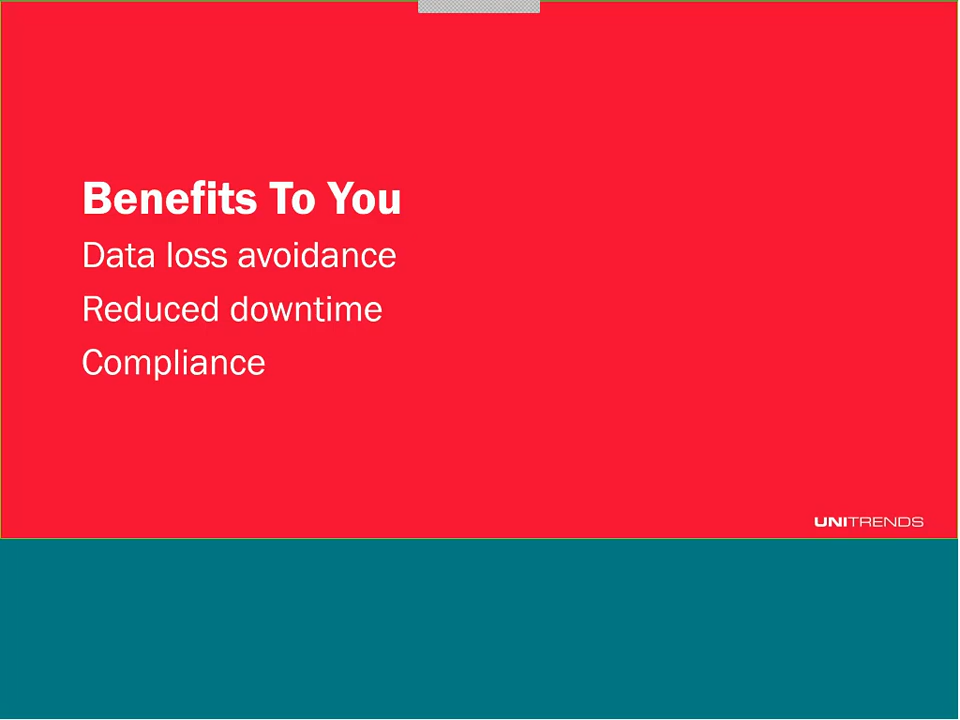 Benefits To You
Data loss avoidance
Reduced downtime
Compliance
UNITRENDS